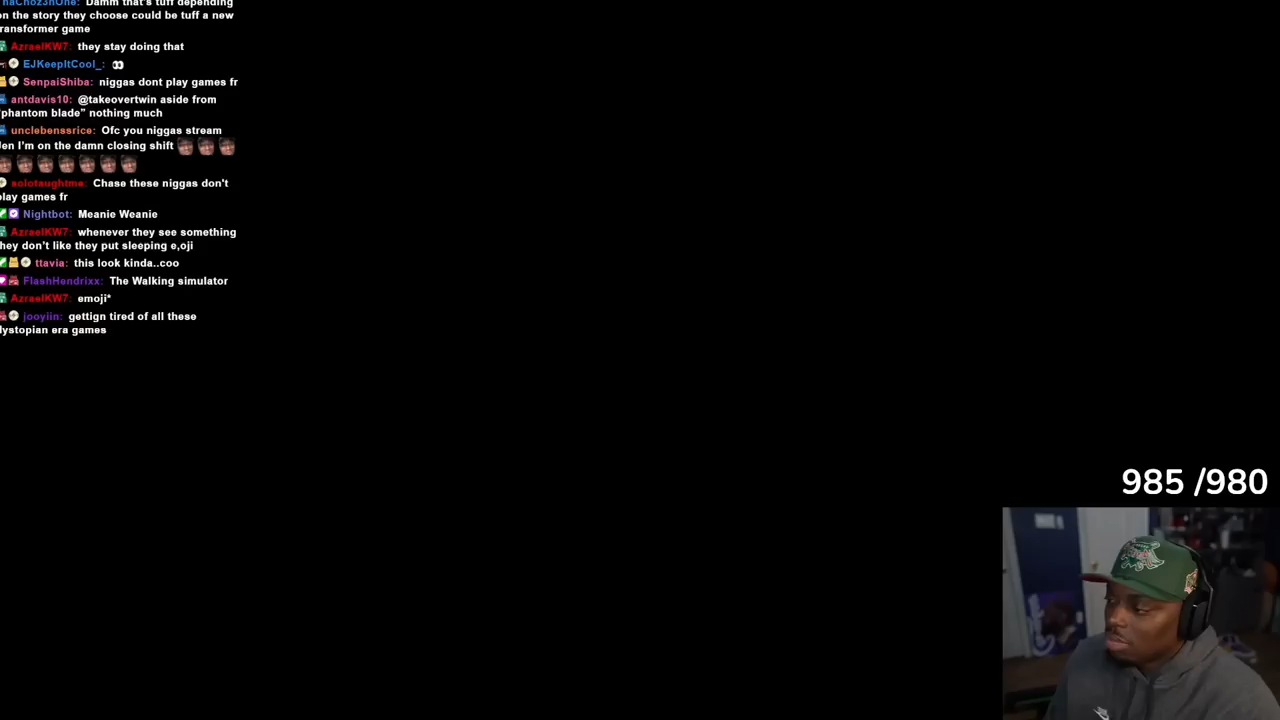 ThaChoz3nOne: Damm that's tuff depending
on the story they choose could be tuff a new
transformer game
AzraelKW7: they stay doing that
EJKeepItCool_:
SenpaiShiba: niggas dont play games fr
antdavis10: @takeovertwin aside from
"phantom blade" nothing much
unclebenssrice: Ofc you niggas stream
I'm on the damn closing shift
solotaughtme: Chase these niggas don't
play games fr
Nightbot: Meanie Weanie
AzraelKW7: whenever they see something
they don't like they put sleeping e,oji
ttavia: this look kinda..coo
FlashHendrixx: The Walking simulator
AzraelKW7: emoji*
jooyiin: gettign tired of all these
dystopian era games
985 /980